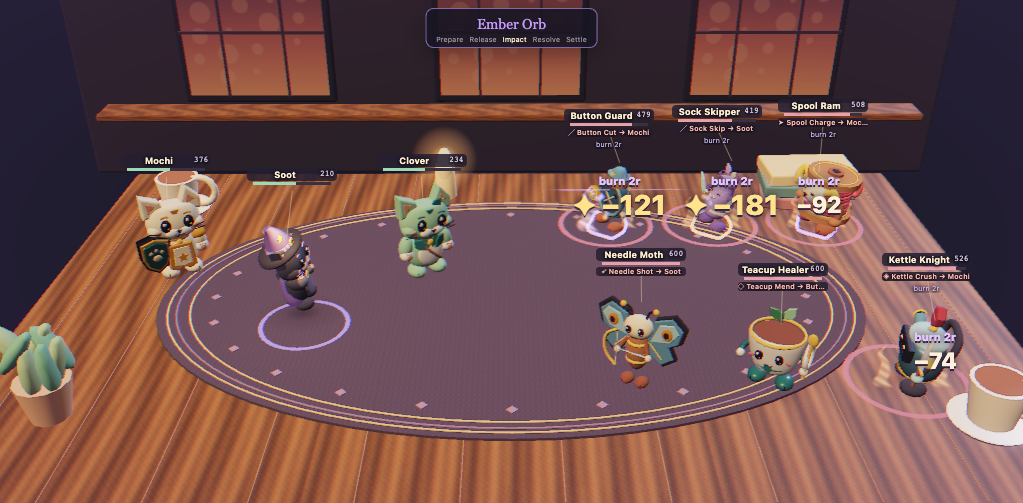 Ember Orb
Prepare Release Impact Resolve Settle
Button Guard 479
Button Cut → Mochi
burn 2r
Sock Skipper 419
Sock Skip → Soot
burn 2r
Spool Ram 508
Spool Charge → Moc...
burn 2r
Mochi 376
Soot 210
Clover 234
burn 2r
−121
burn 2r
−181
burn 2r
−92
Needle Moth 600
Needle Shot → Soot
Teacup Healer 600
Teacup Mend → But...
Kettle Knight 526
Kettle Crush → Mochi
burn 2r
burn 2r
−74